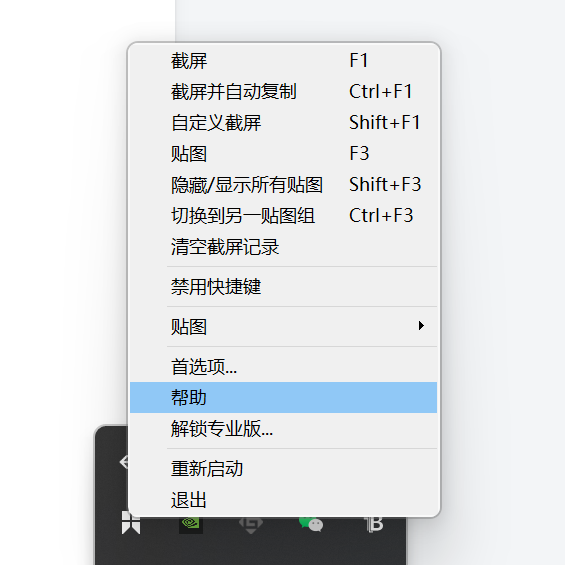 截屏 F1
截屏并自动复制 Ctrl+F1
自定义截屏 Shift+F1
贴图 F3
隐藏/显示所有贴图 Shift+F3
切换到另一贴图组 Ctrl+F3
清空截屏记录
禁用快捷键
贴图
首选项...
帮助
解锁专业版...
重新启动
退出